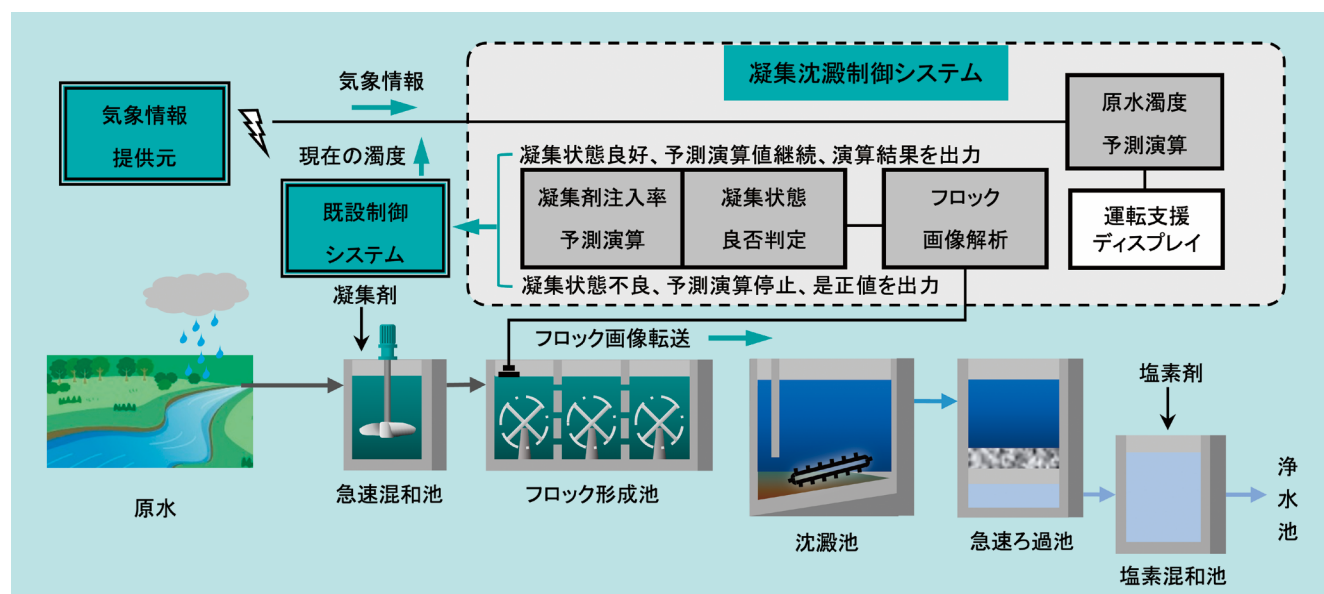 凝集沈澱制御システム
気象情報
気象情報
提供元
原水濁度
予測演算
現在の濁度
凝集状態良好、予測演算値継続、演算結果を出力
既設制御
システム
凝集剤注入率
予測演算
凝集状態
良否判定
フロック
画像解析
運転支援
ディスプレイ
凝集状態不良、予測演算停止、是正値を出力
凝集剤
フロック画像転送
塩素剤
原水
急速混和池
フロック形成池
沈澱池
急速ろ過池
塩素混和池
浄
水
池